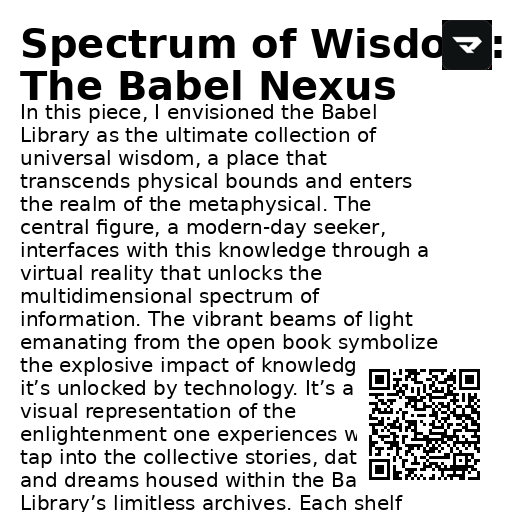 Spectrum of Wisdo :
The Babel Nexus
In this piece, I envisioned the Babel
Library as the ultimate collection of
universal wisdom, a place that
transcends physical bounds and enters
the realm of the metaphysical. The
central figure, a modern-day seeker,
interfaces with this knowledge through a
virtual reality that unlocks the
multidimensional spectrum of
information. The vibrant beams of light
emanating from the open book symbolize
the explosive impact of knowledg
it’s unlocked by technology. It’s a
visual representation of the
enlightenment one experiences w
tap into the collective stories, dat
and dreams housed within the Ba
Library’s limitless archives. Each shelf